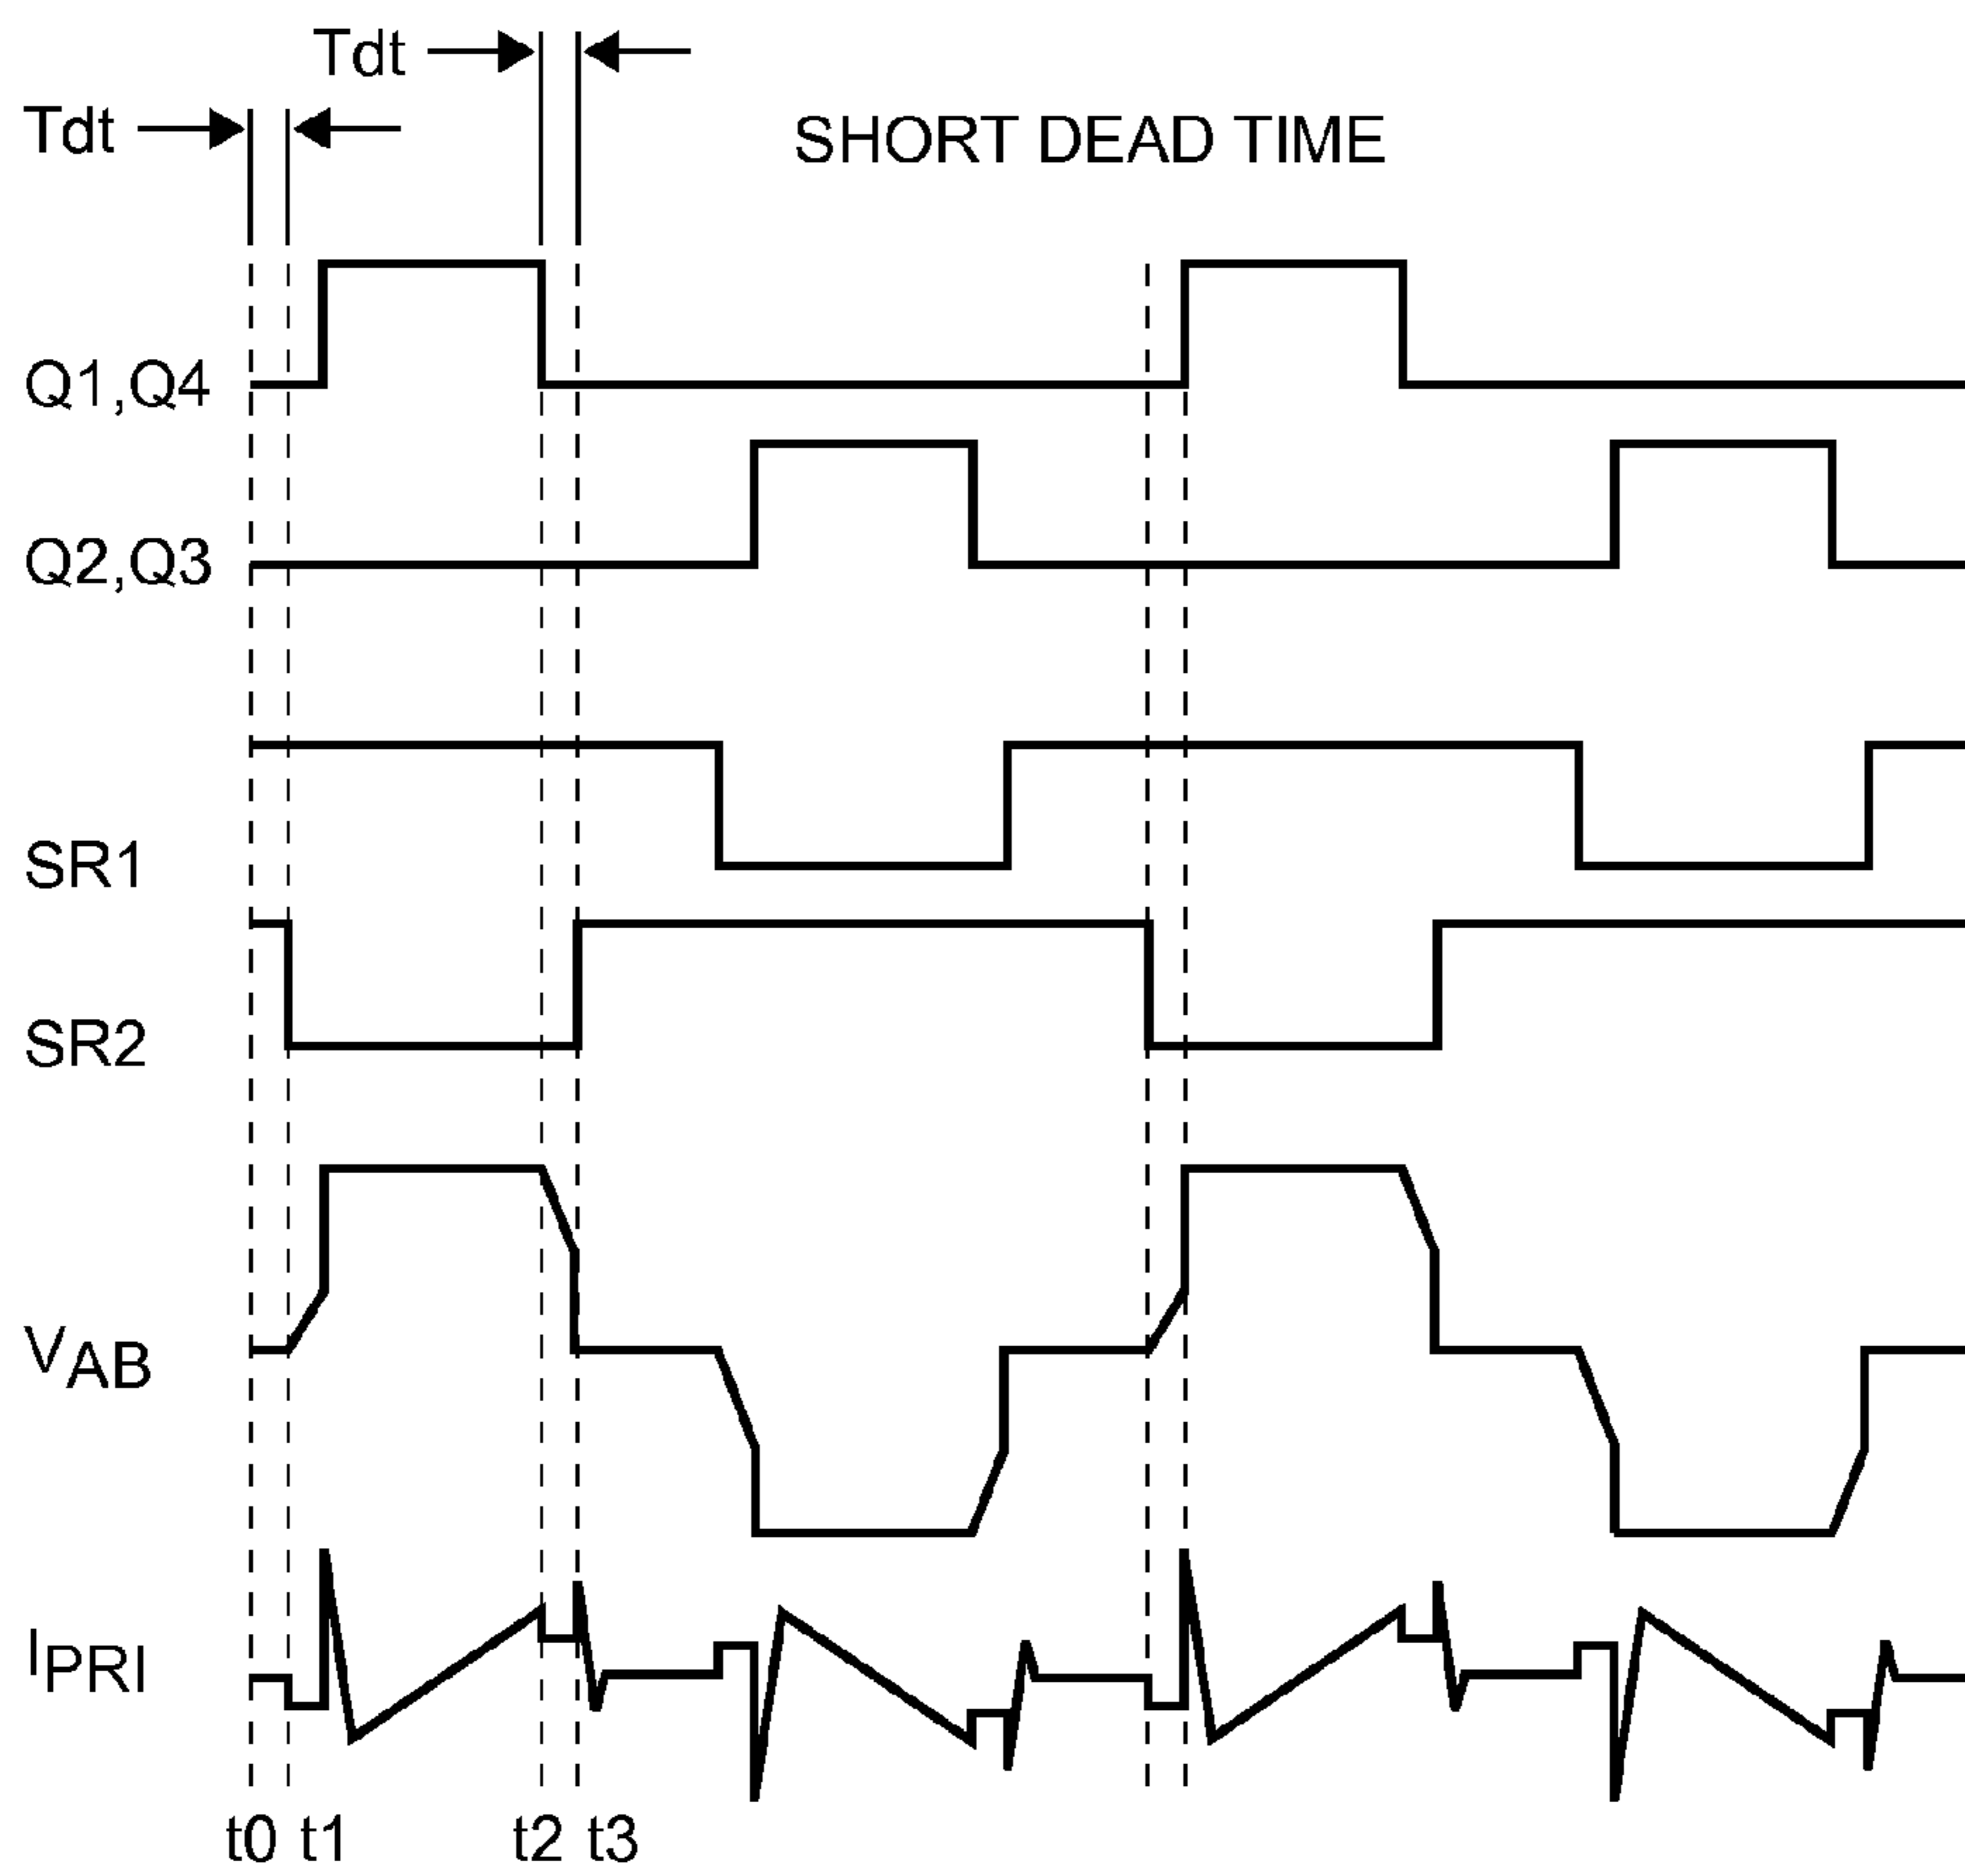 Tdt
Tdt
SHORT DEAD TIME
Q1,Q4
Q2,Q3
SR1
SR2
VAB
IPRI
t0 t1 t2 t3